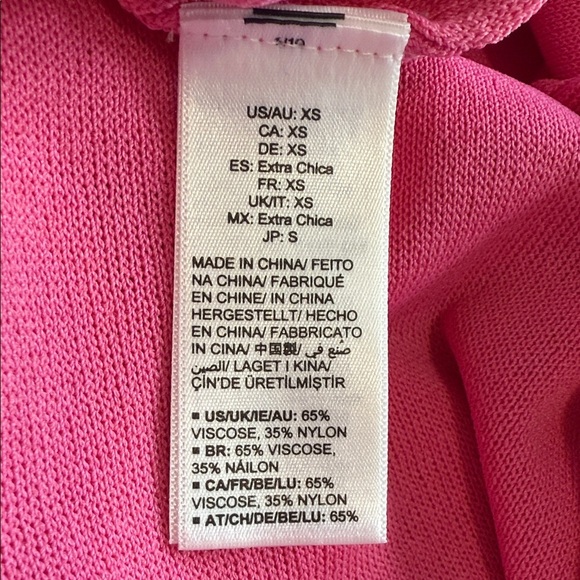 US/AU: XS
CA: XS
DE: XS
ES: Extra Chica
FR: XS
UK/IT: XS
MX: Extra Chica
JP: S
MADE IN CHINA/ FEITO
NA CHINA/ FABRIQUÉ
EN CHINE/ IN CHINA
HERGESTELLT/ HECHO
EN CHINA/ FABBRICATO
IN CINA/ 中国製/ صُنع في
الصين/ LAGET I KINA/
ÇİN'DE ÜRETİLMİŞTİR
▪ US/UK/IE/AU: 65%
VISCOSE, 35% NYLON
▪ BR: 65% VISCOSE,
35% NÁILON
▪ CA/FR/BE/LU: 65%
VISCOSE, 35% NYLON
▪ AT/CH/DE/BE/LU: 65%